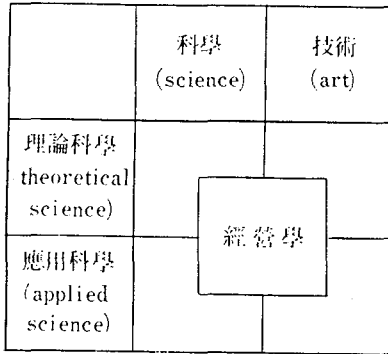 科學
(science)
技術
(art)
理論科學
theoretical
science)
經營學
應用科學
(applied
science)